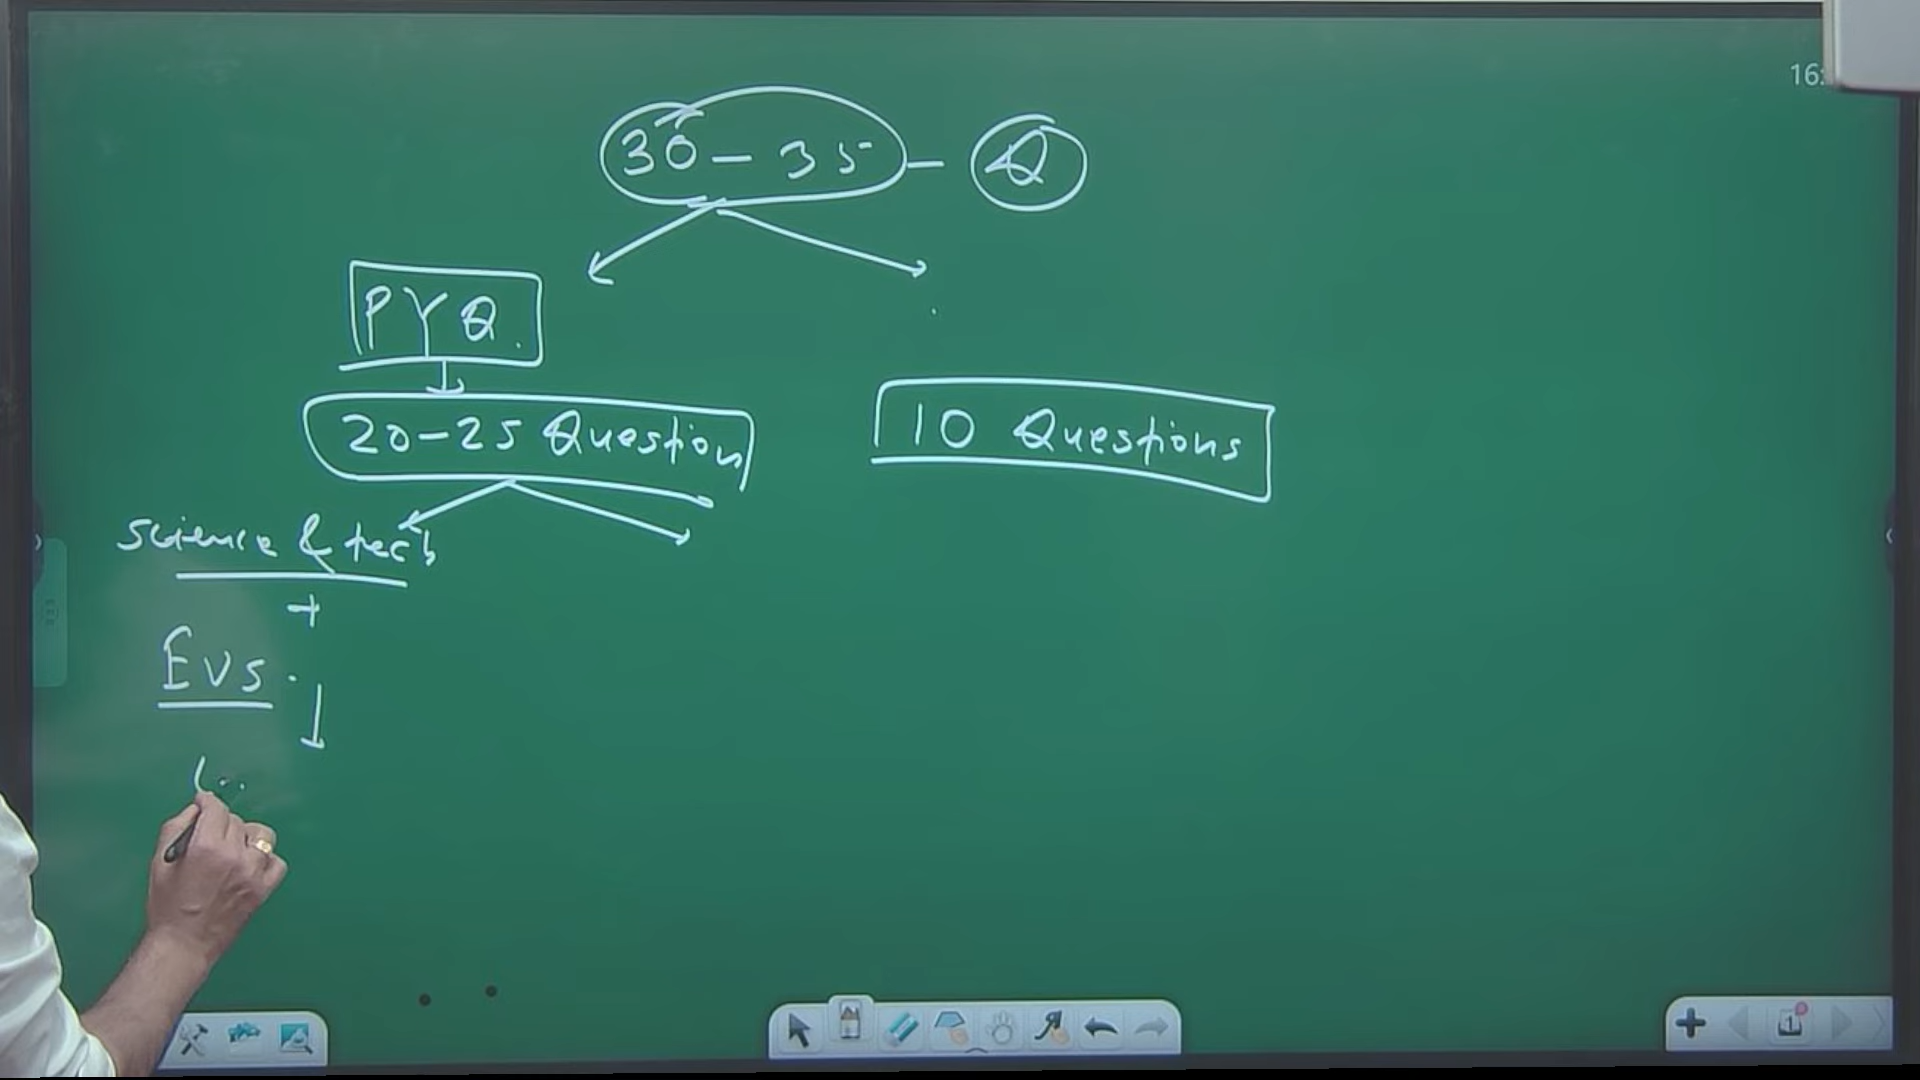 30 - 35 - Q
PYQ.
20-25 Question
10 Questions
Science & tech
+
Evs.